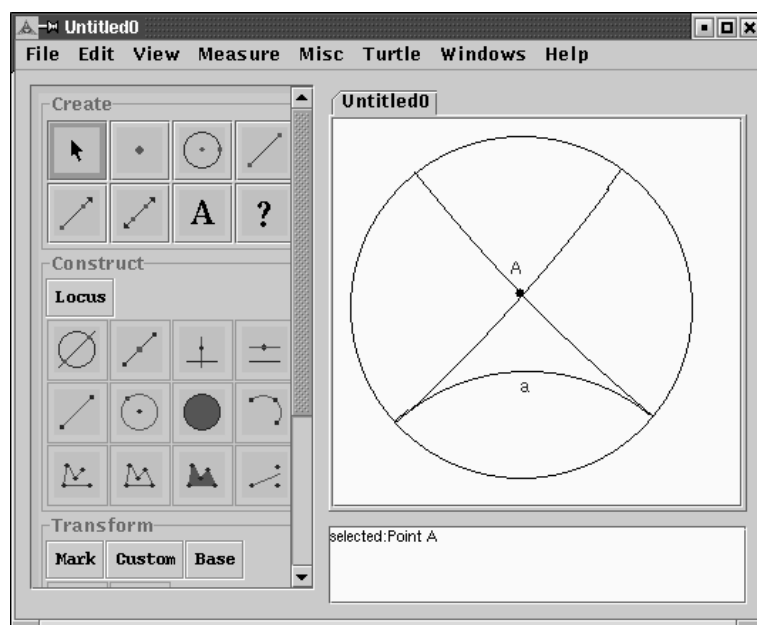 Untitled0
File Edit View Measure Misc Turtle Windows Help
Create
A ?
Construct
Locus
Transform
Mark Custom Base
Untitled0
A
a
selected:Point A